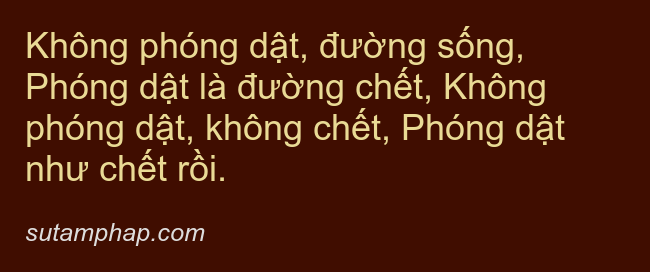 Không phóng dật, đường sống,
Phóng dật là đường chết, Không
phóng dật, không chết, Phóng dật
như chết rồi.
sutamphap.com